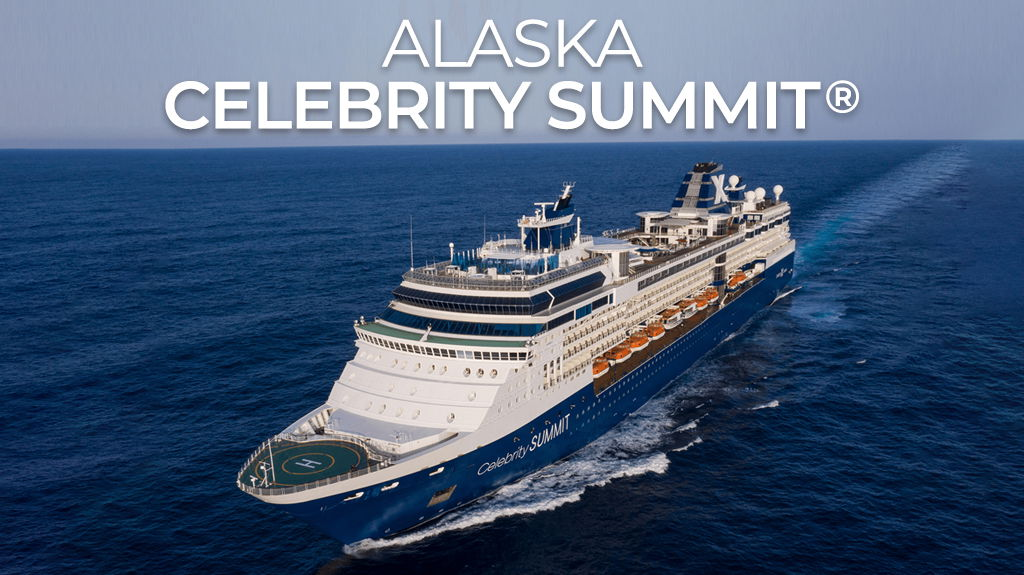 ALASKA
CELEBRITY SUMMIT®
X
Celebrity SUMMIT
H